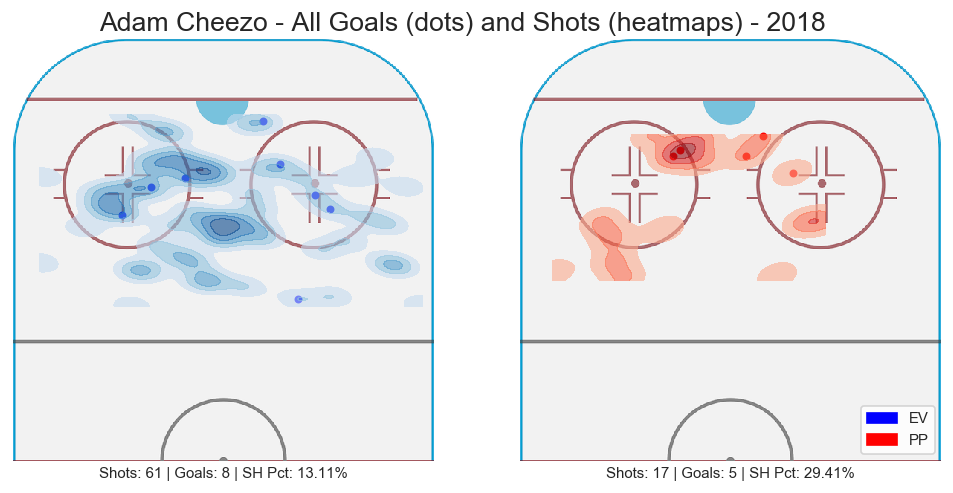 Adam Cheezo - All Goals (dots) and Shots (heatmaps) - 2018
EV
PP
Shots: 61 | Goals: 8 | SH Pct: 13.11%
Shots: 17 | Goals: 5 | SH Pct: 29.41%